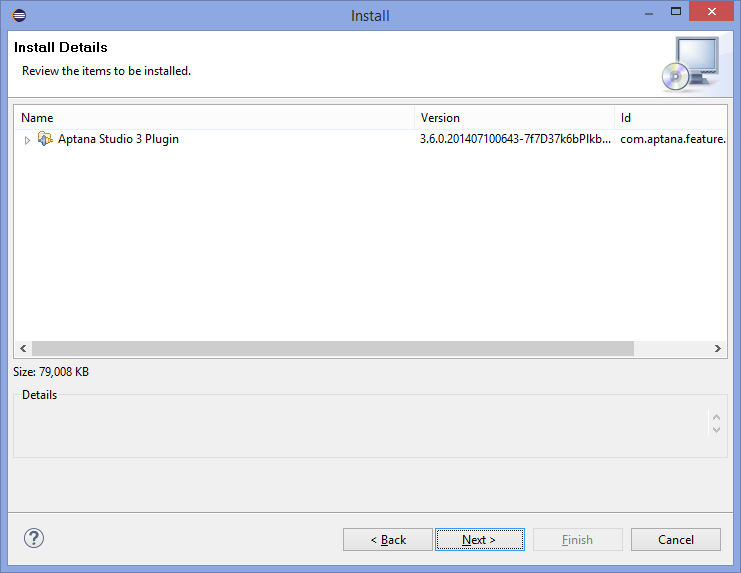 Install
Install Details
Review the items to be installed.
Name Version Id
Aptana Studio 3 Plugin 3.6.0.201407100643-7f7D37k6bPIkb... com.aptana.feature.
Size: 79,008 KB
Details
< Back Next > Finish Cancel